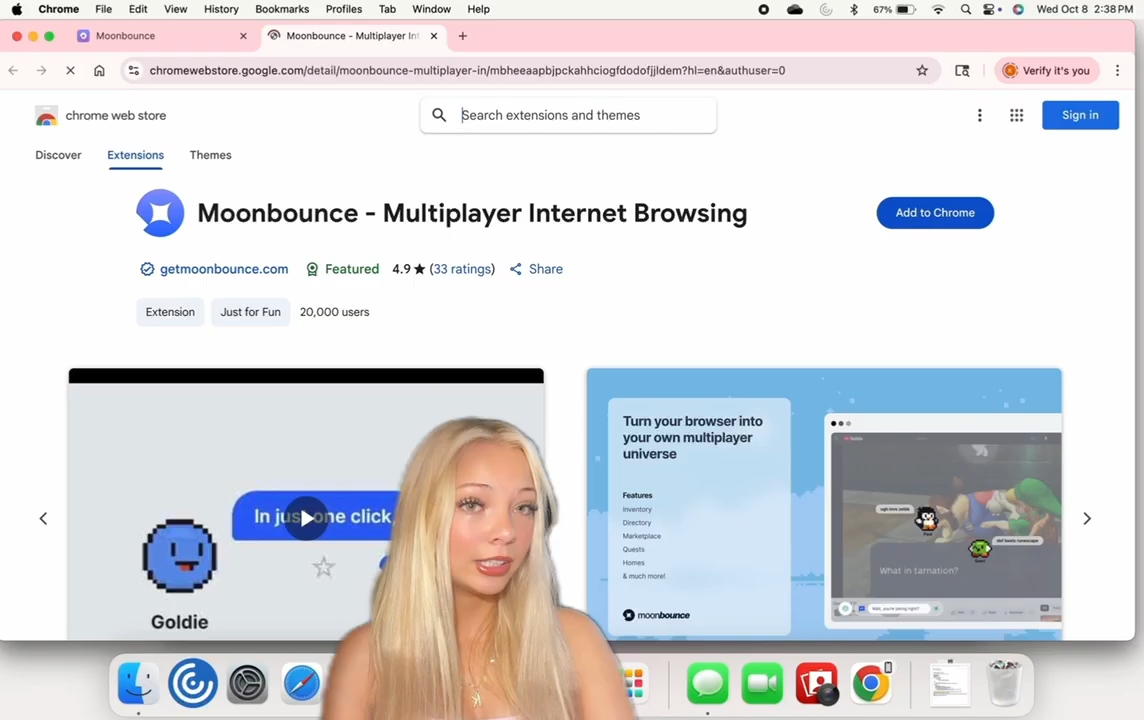 Chrome File Edit View History Bookmarks Profiles Tab Window Help 67% Wed Oct 8 2:38 PM
Moonbounce
Moonbounce - Multiplayer Int
chromewebstore.google.com/detail/moonbounce-multiplayer-in/mbheeaapbjpckahhciogfdodofjjldem?hl=en&authuser=0
Verify it's you
chrome web store
Search extensions and themes
Sign in
Discover Extensions Themes
Moonbounce - Multiplayer Internet Browsing
Add to Chrome
getmoonbounce.com Featured 4.9 (33 ratings) Share
Extension Just for Fun 20,000 users
In just one click,
Goldie
Turn your browser into
your own multiplayer
universe
Features
Inventory
Directory
Marketplace
Quests
Homes
& much more!
moonbounce
What in tarnation?